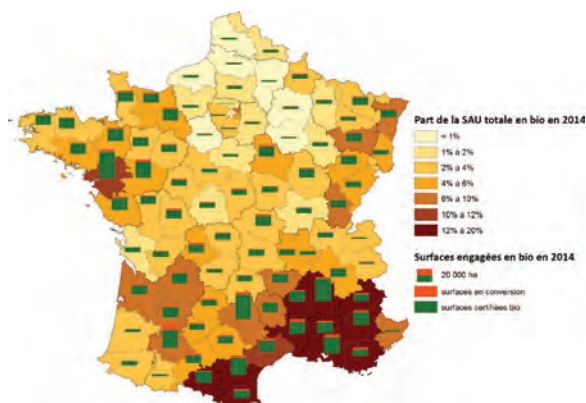 Part de la SAU totale en bio en 2014
< 1%
1% à 2%
2% à 4%
4% à 6%
6% à 10%
10% à 12%
12% à 20%
Surfaces engagées en bio en 2014
20 000 ha
surfaces en conversion
surfaces certifiées bio